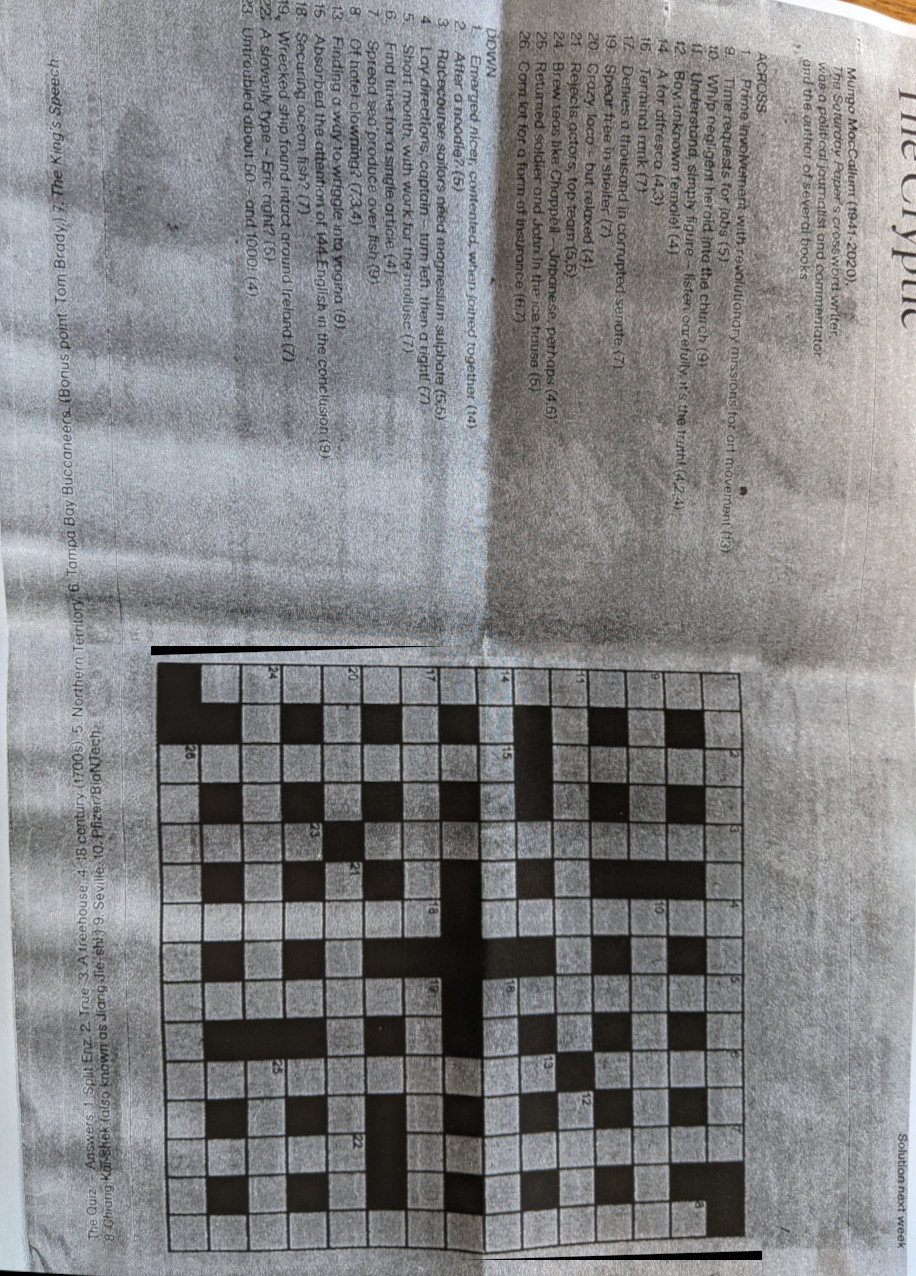 The Cryptic
Solution next week
Mungo MacCallum (1941-2020),
The Saturday Paper's crossword writer,
was a political journalist and commentator
and the author of several books.
ACROSS
1. Prime involvement with revolutionary missions for art movement (13)
9. Time requests for jobs (5)
10. Whip negligent herald into the church (9)
11. Understand, simply figure – listen carefully, it's the truth! (4,2,4)
12. Boy, unknown female! (4)
14. A for alfresco (4,3)
16. Terminal rank (7)
17. Denies a thousand in corrupted senate (7)
19. Spear free in shelter (7)
20. Crazy loco – but relaxed (4)
21. Rejects actors, top team (5,5)
24. Brew teas like Chappell – Japanese, perhaps (4,5)
25. Returned soldier and John in the ice house (5)
26. Com lot for a form of insurance (6,7)
DOWN
1. Emerged nicer, contented, when joined together (14)
2. After a noodle? (5)
3. Racecourse sailors need magnesium sulphate (5,5)
4. Lay directions, captain – turn left, then a right! (7)
5. Short month, with work for the mollusc (7)
6. Find time for a single article (4)
7. Spread sed produce over fish (9)
8. Of hotel clowning? (7,3,4)
13. Finding a way to wriggle into vagina (9)
15. Absorbed the attention of 144 English in the conclusion (9)
18. Securing ocean fish? (7)
19. Wrecked ship found intact around Ireland (7)
22. A slovenly type – Eric right? (5)
23. Untroubled about 50 – and 1000! (4)
1
2
3
4
5
6
7
8
9
10
11
12
13
14
15
16
17
18
19
20
21
22
23
24
25
26
The Quiz Answers: 1. Split Enz. 2. True. 3. A treehouse. 4. 18 century (1700s). 5. Northern Territory. 6. Tampa Bay Buccaneers. (Bonus point: Tom Brady.) 7. The King's Speech.
8. Chiang Kai-shek (also known as Jiang Jie-shi.) 9. Seville. 10. Pfizer/BioNTech.